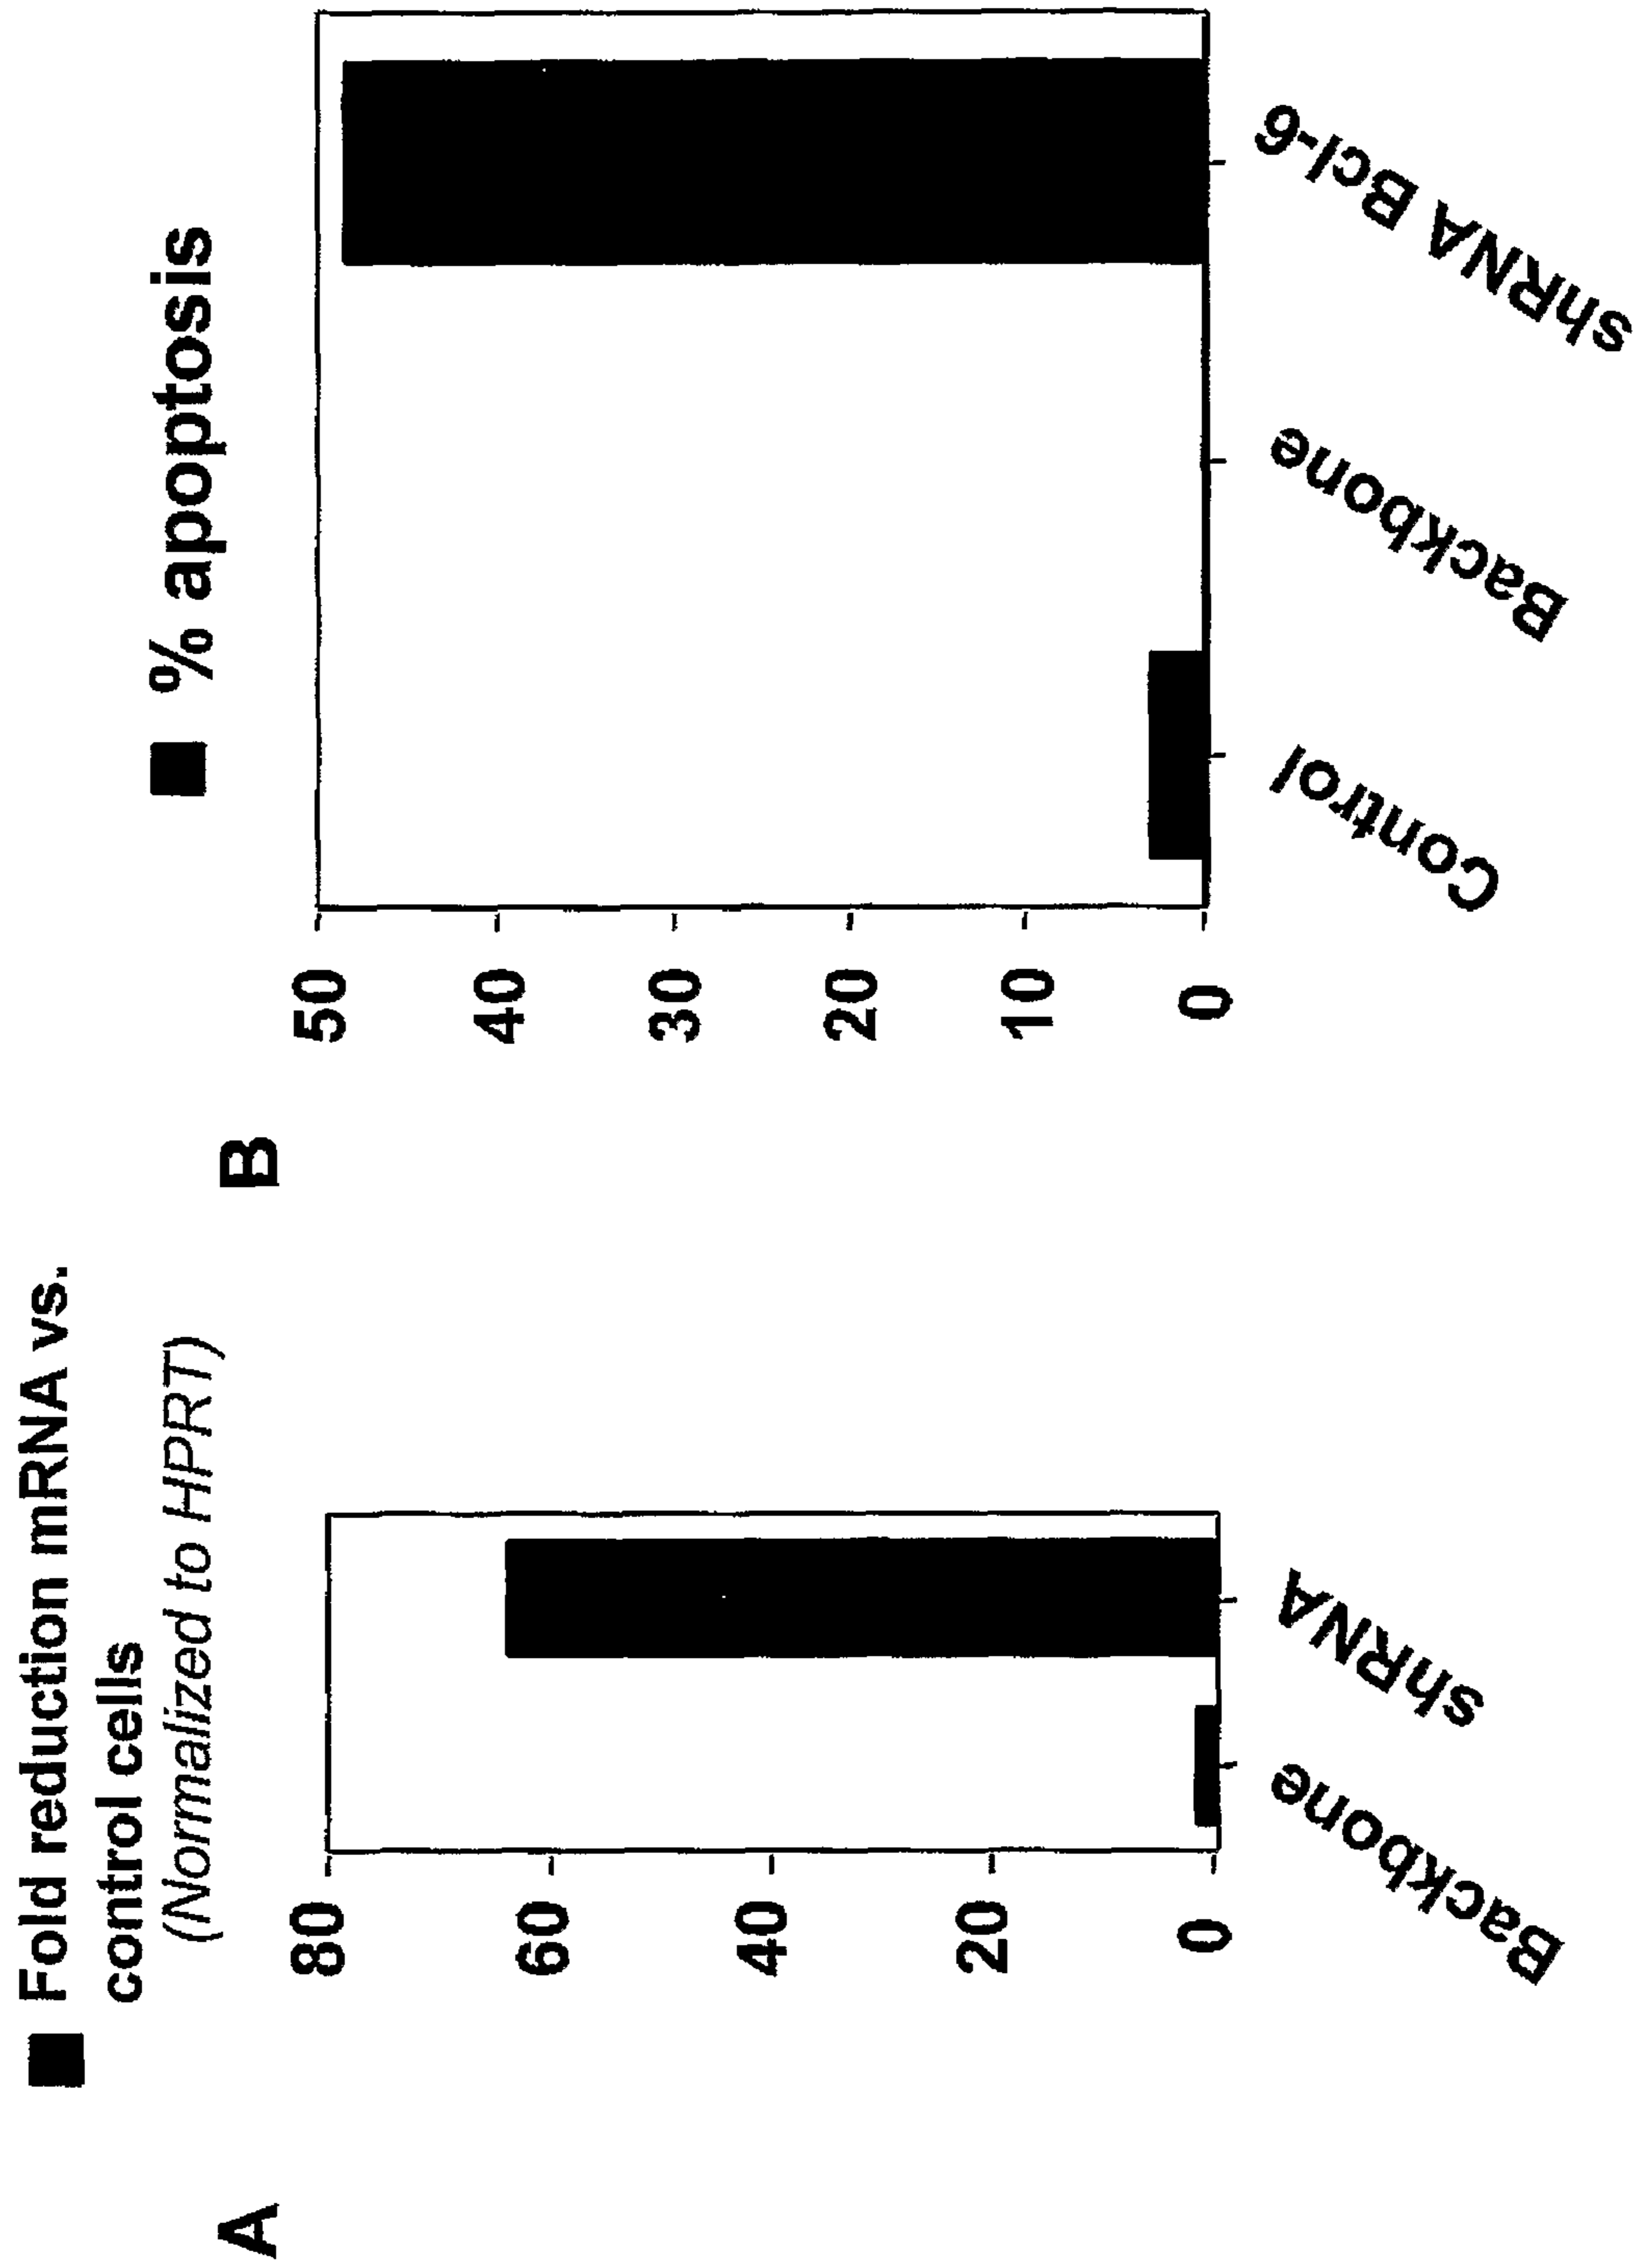 A
Fold reduction mRNA vs.
control cells
(Normalized to HPRT)
80
60
40
20
0
Backbone
shRNA
B
% apoptosis
50
40
30
20
10
0
Control
Backbone
shRNA Bcl-6